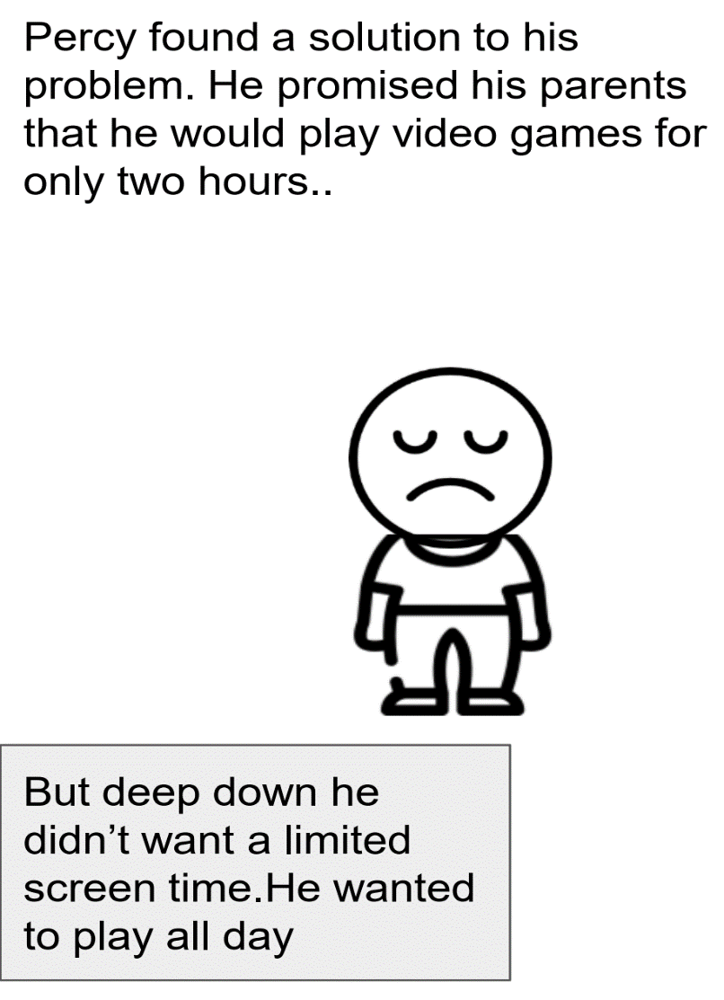 Percy found a solution to his
problem. He promised his parents
that he would play video games for
only two hours..
But deep down he
didn’t want a limited
screen time.He wanted
to play all day